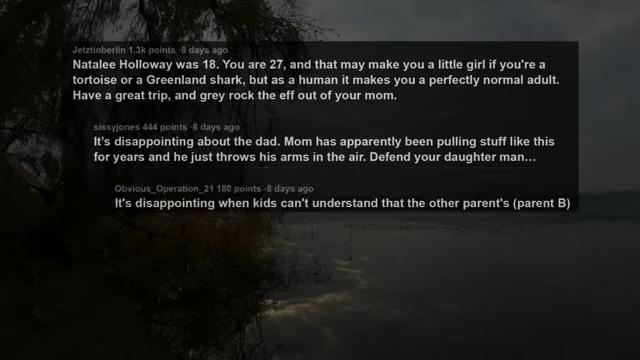 Jetztinberlin 1.3k points ·8 days ago
Natalee Holloway was 18. You are 27, and that may make you a little girl if you're a
tortoise or a Greenland shark, but as a human it makes you a perfectly normal adult.
Have a great trip, and grey rock the eff out of your mom.
sissyjones 444 points ·8 days ago
It's disappointing about the dad. Mom has apparently been pulling stuff like this
for years and he just throws his arms in the air. Defend your daughter man...
Obvious_Operation_21 180 points ·8 days ago
It's disappointing when kids can't understand that the other parent's (parent B)